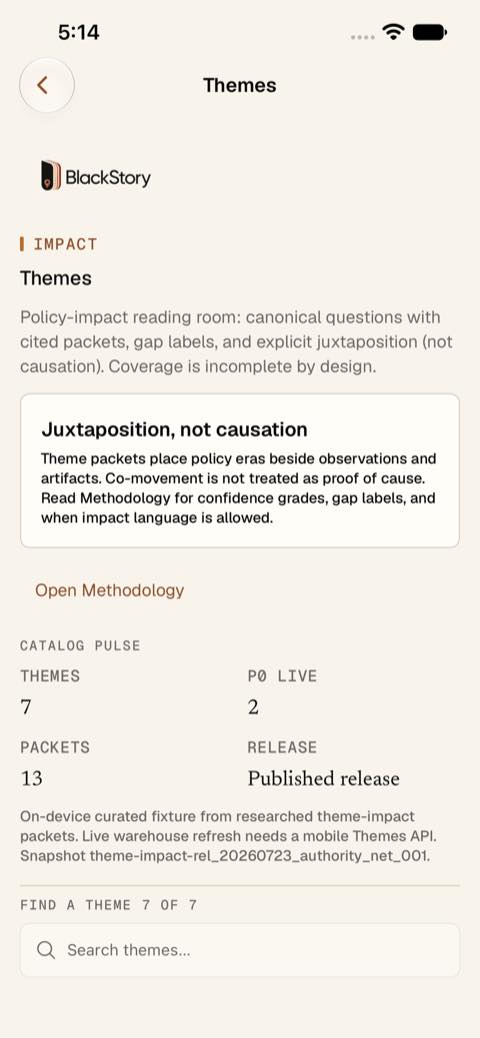 5:14
Themes
BlackStory
IMPACT
Themes
Policy-impact reading room: canonical questions with
cited packets, gap labels, and explicit juxtaposition (not
causation). Coverage is incomplete by design.
Juxtaposition, not causation
Theme packets place policy eras beside observations and
artifacts. Co-movement is not treated as proof of cause.
Read Methodology for confidence grades, gap labels, and
when impact language is allowed.
Open Methodology
CATALOG PULSE
THEMES
P0 LIVE
7
2
PACKETS
RELEASE
13
Published release
On-device curated fixture from researched theme-impact
packets. Live warehouse refresh needs a mobile Themes API.
Snapshot theme-impact-rel_20260723_authority_net_001.
FIND A THEME 7 OF 7
Search themes...